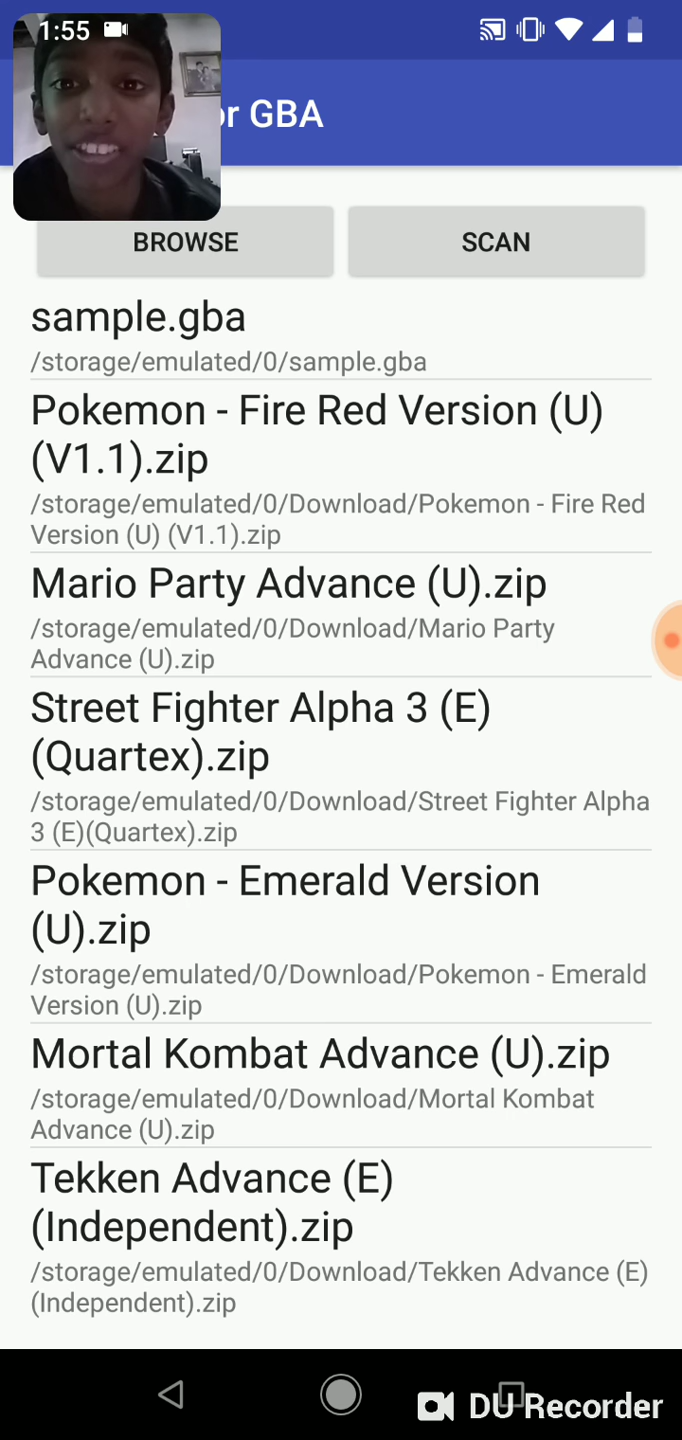 1:55
or GBA
BROWSE
SCAN
sample.gba
/storage/emulated/0/sample.gba
Pokemon - Fire Red Version (U)
(V1.1).zip
/storage/emulated/0/Download/Pokemon - Fire Red
Version (U) (V1.1).zip
Mario Party Advance (U).zip
/storage/emulated/0/Download/Mario Party
Advance (U).zip
Street Fighter Alpha 3 (E)
(Quartex).zip
/storage/emulated/0/Download/Street Fighter Alpha
3 (E)(Quartex).zip
Pokemon - Emerald Version
(U).zip
/storage/emulated/0/Download/Pokemon - Emerald
Version (U).zip
Mortal Kombat Advance (U).zip
/storage/emulated/0/Download/Mortal Kombat
Advance (U).zip
Tekken Advance (E)
(Independent).zip
/storage/emulated/0/Download/Tekken Advance (E)
(Independent).zip
DU Recorder